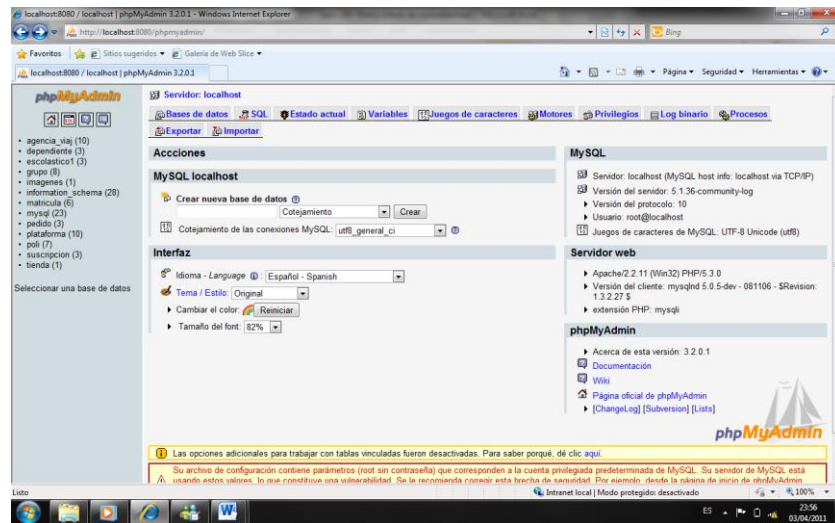 localhost:8080 / localhost | phpMyAdmin 3.2.0.1 - Windows Internet Explorer
http://localhost:8080/phpmyadmin/
Bing
Favoritos
Sitios sugeridos
Galería de Web Slice
localhost:8080 / localhost | phpMyAdmin 3.2.0.1
Página
Seguridad
Herramientas
phpMyAdmin
agencia_viaj (10)
dependiente (3)
escolastico1 (3)
grupo (8)
imagenes (1)
information_schema (28)
matricula (6)
mysql (23)
pedido (3)
plataforma (10)
poli (7)
suscripcion (3)
tienda (1)
Seleccionar una base de datos
Servidor: localhost
Bases de datos SQL Estado actual Variables Juegos de caracteres Motores Privilegios Log binario Procesos
Exportar Importar
Accciones
MySQL localhost
Crear nueva base de datos
Cotejamiento Crear
Cotejamiento de las conexiones MySQL: utf8_general_ci
Interfaz
Idioma - Language : Español - Spanish
Tema / Estilo: Original
Cambiar el color: Reiniciar
Tamaño del font: 82%
MySQL
Servidor: localhost (MySQL host info: localhost via TCP/IP)
Versión del servidor: 5.1.36-community-log
Versión del protocolo: 10
Usuario: root@localhost
Juegos de caracteres de MySQL: UTF-8 Unicode (utf8)
Servidor web
Apache/2.2.11 (Win32) PHP/5.3.0
Versión del cliente: mysqlnd 5.0.5-dev - 081106 - $Revision:
1.3.2.27 $
extensión PHP: mysqli
phpMyAdmin
Acerca de esta versión: 3.2.0.1
Documentación
Wiki
Página oficial de phpMyAdmin
[ChangeLog] [Subversion] [Lists]
phpMyAdmin
Las opciones adicionales para trabajar con tablas vinculadas fueron desactivadas. Para saber porqué, dé clic aquí.
Su archivo de configuración contiene parámetros (root sin contraseña) que corresponden a la cuenta privilegiada predeterminada de MySQL. Su servidor de MySQL está
usando estos valores, lo que constituye una vulnerabilidad. Se le recomienda corregir esta brecha de seguridad. Por ejemplo, desde la página de inicio de phpMyAdmin
Listo
Intranet local | Modo protegido: desactivado
100%
ES
23:56
03/04/2011